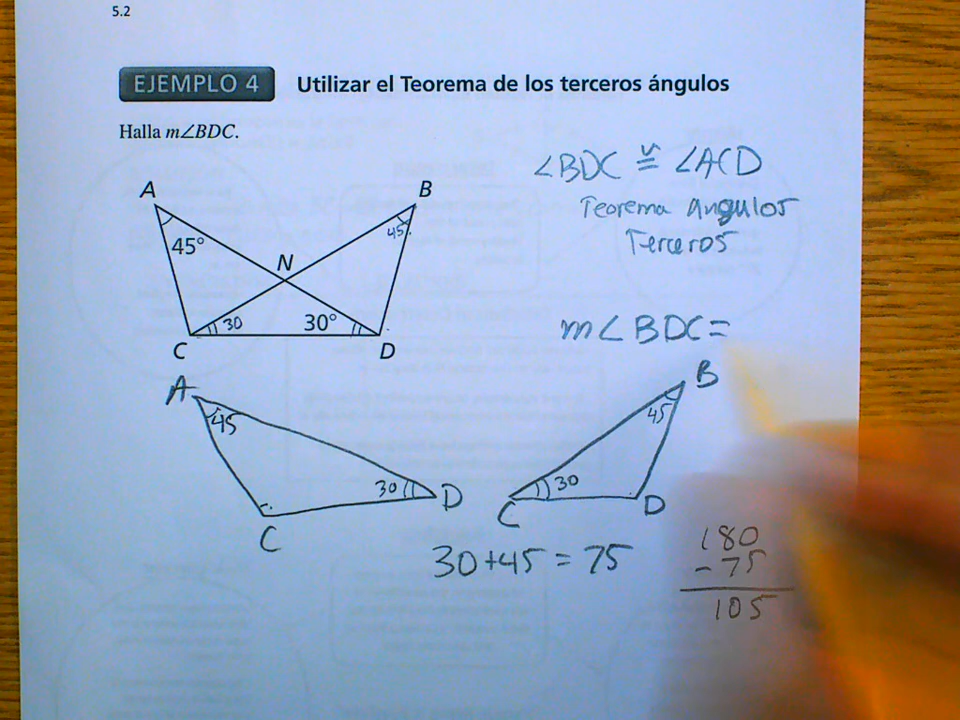 5.2
EJEMPLO 4 Utilizar el Teorema de los terceros ángulos
Halla m∠BDC.
∠BDC ≅ ∠ACD
Teorema Angulos
Terceros
A
B
45°
45
N
30
30°
C
D
m∠BDC=
A
B
45
45
30
D
30
C
D
C
30+45 = 75
180
- 75
105